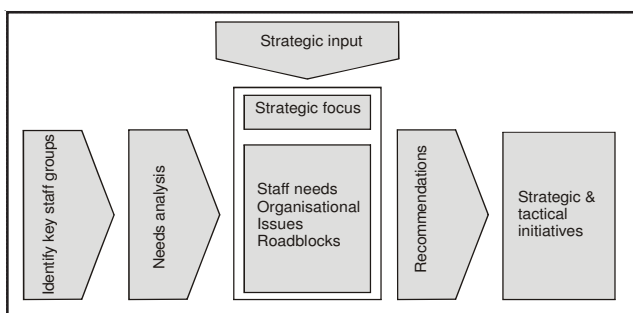 Strategic input
Identify key staff groups
Needs analysis
Strategic focus
Staff needs
Organisational
Issues
Roadblocks
Recommendations
Strategic &
tactical
initiatives